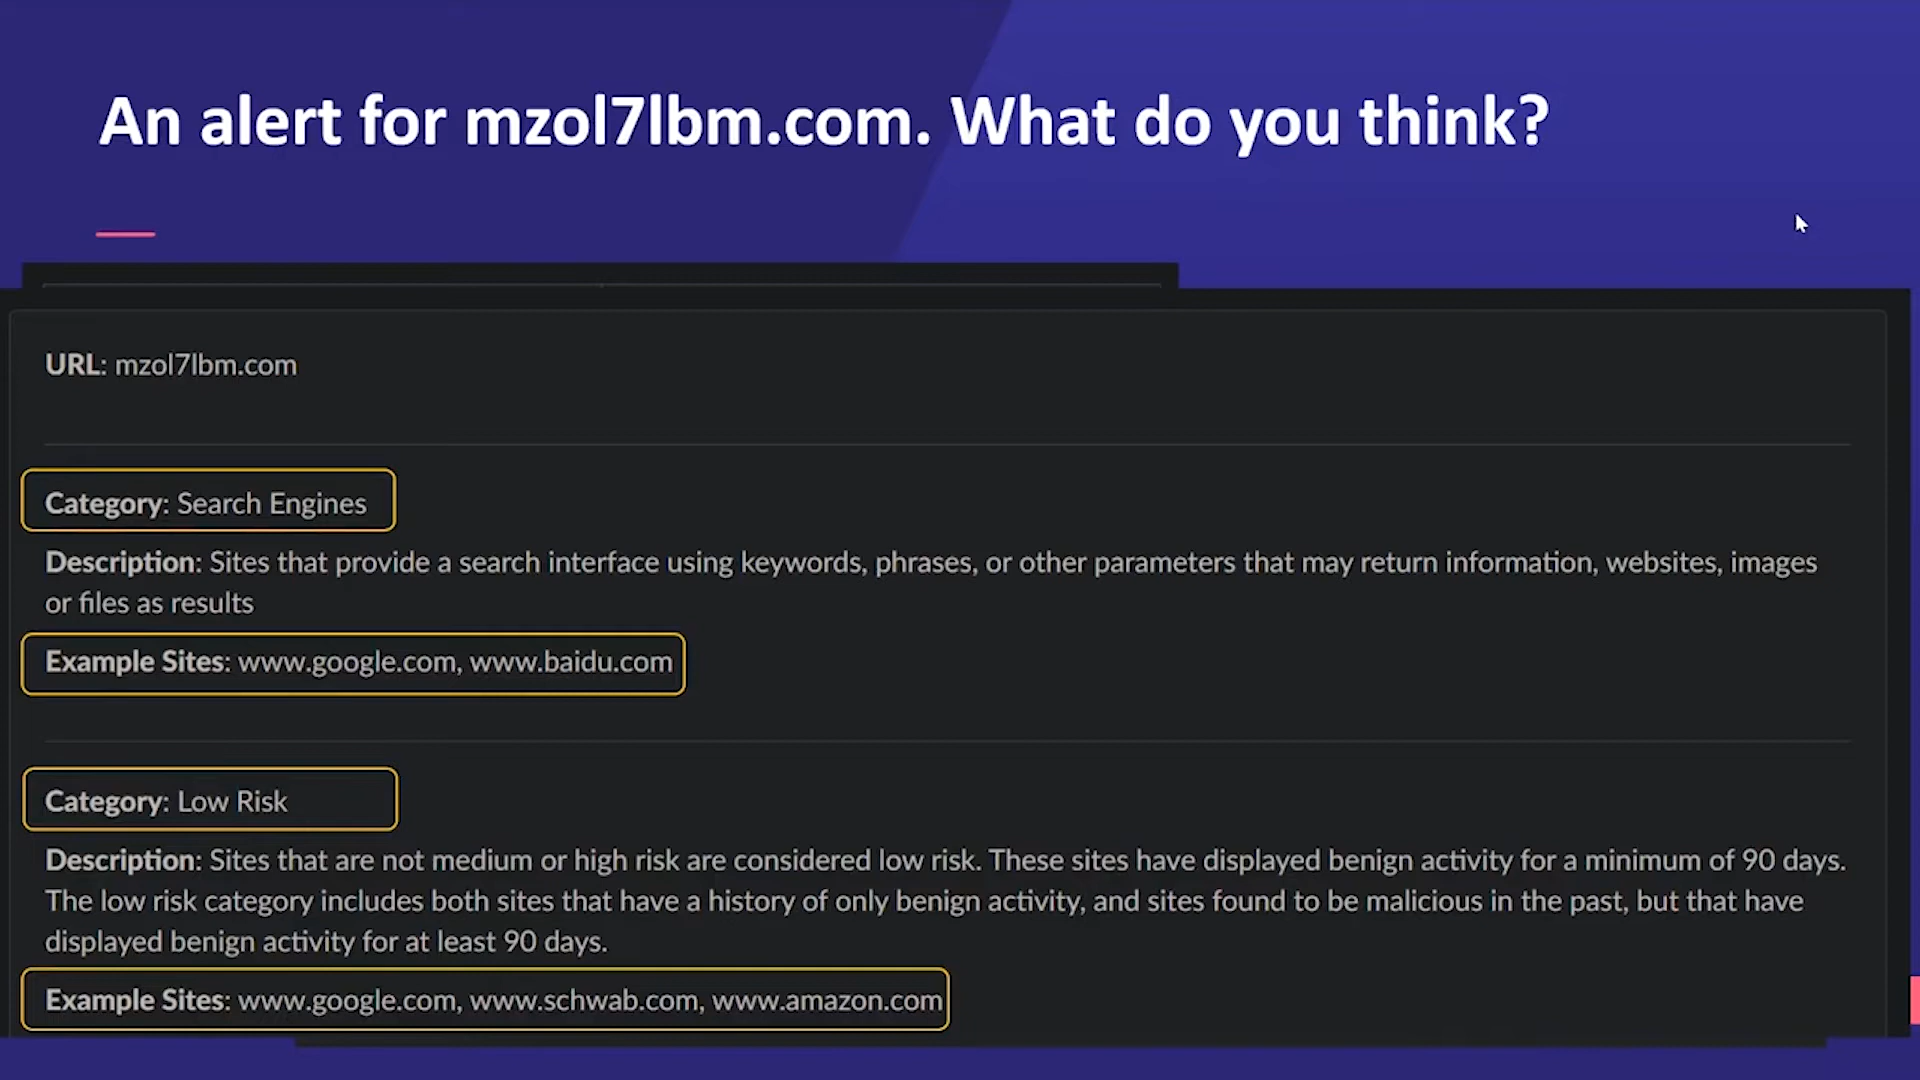 An alert for mzol7lbm.com. What do you think?
URL: mzol7lbm.com
Category: Search Engines
Description: Sites that provide a search interface using keywords, phrases, or other parameters that may return information, websites, images
or files as results
Example Sites: www.google.com, www.baidu.com
Category: Low Risk
Description: Sites that are not medium or high risk are considered low risk. These sites have displayed benign activity for a minimum of 90 days.
The low risk category includes both sites that have a history of only benign activity, and sites found to be malicious in the past, but that have
displayed benign activity for at least 90 days.
Example Sites: www.google.com, www.schwab.com, www.amazon.com